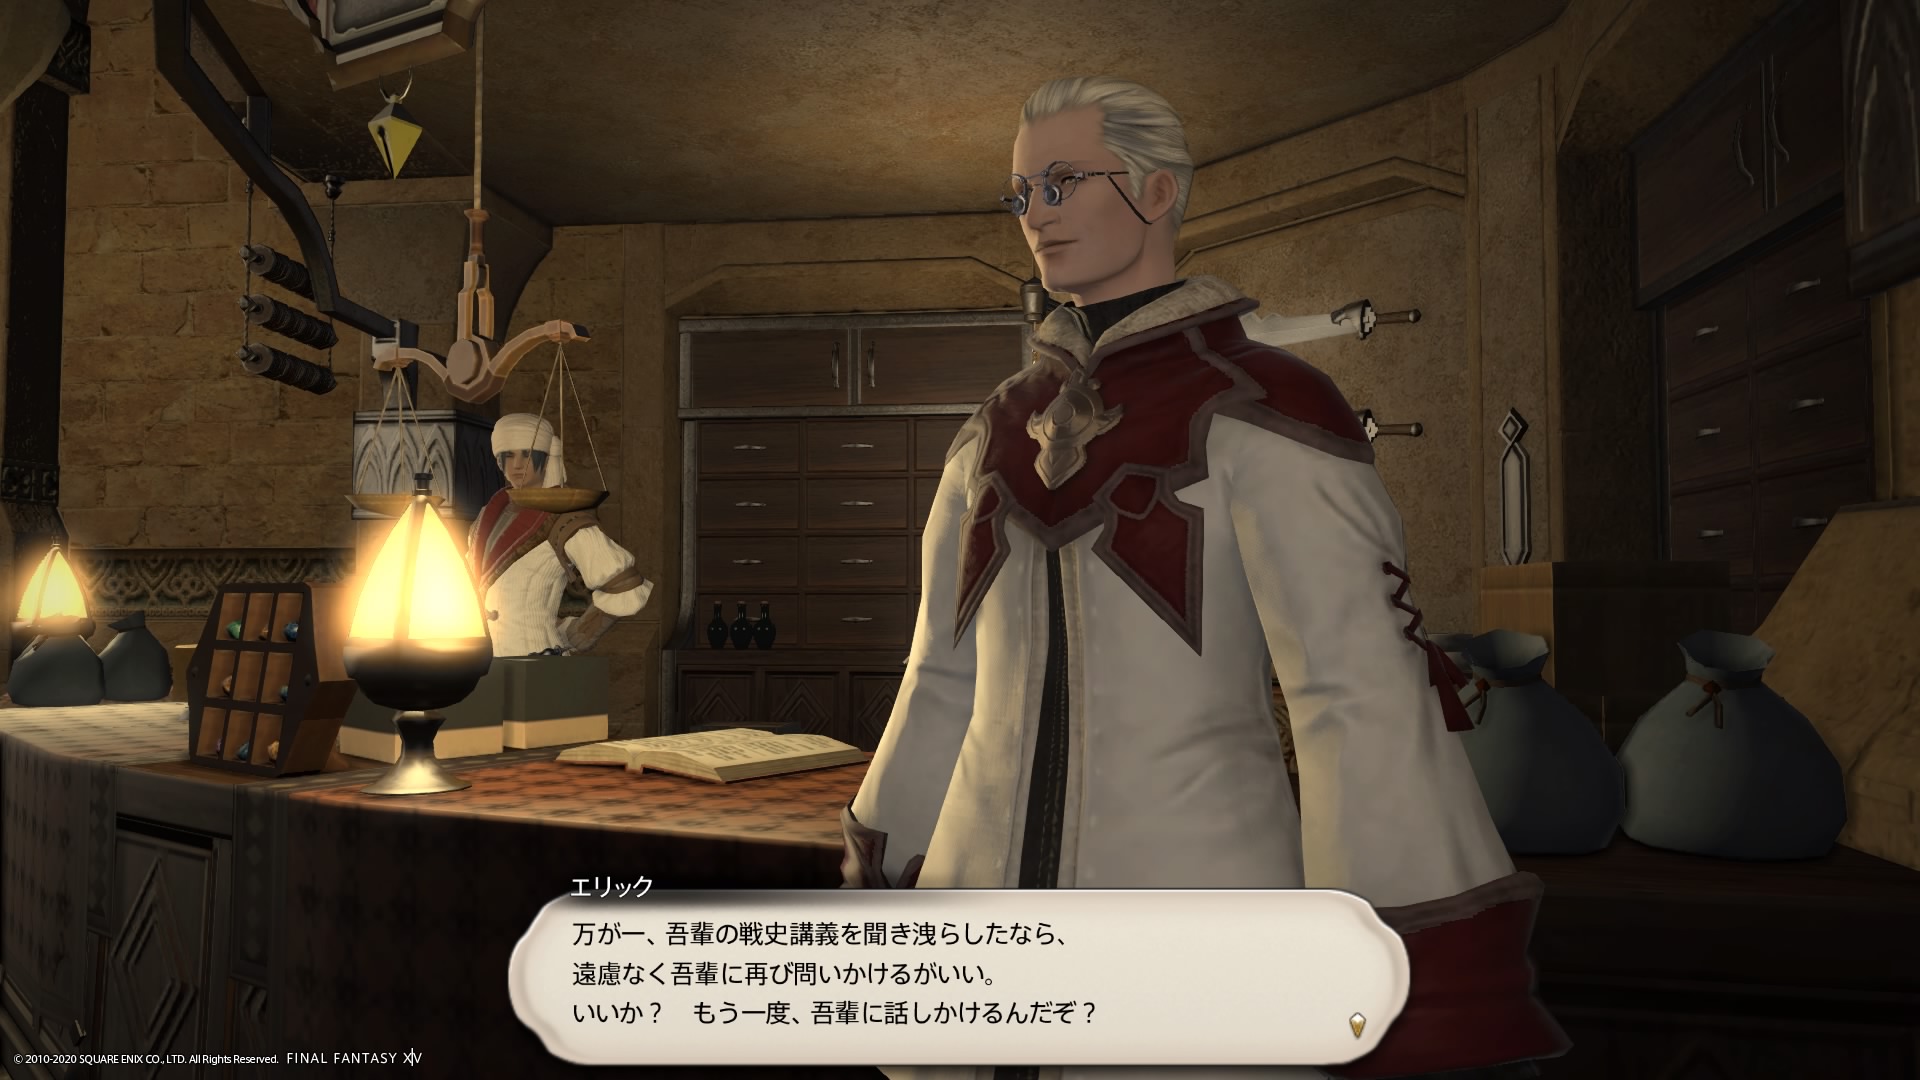 エリック
万が一、吾輩の戦史講義を聞き洩らしたなら、
遠慮なく吾輩に再び問いかけるがいい。
いいか？　もう一度、吾輩に話しかけるんだぞ？
© 2010-2020 SQUARE ENIX CO., LTD. All Rights Reserved. FINAL FANTASY XIV